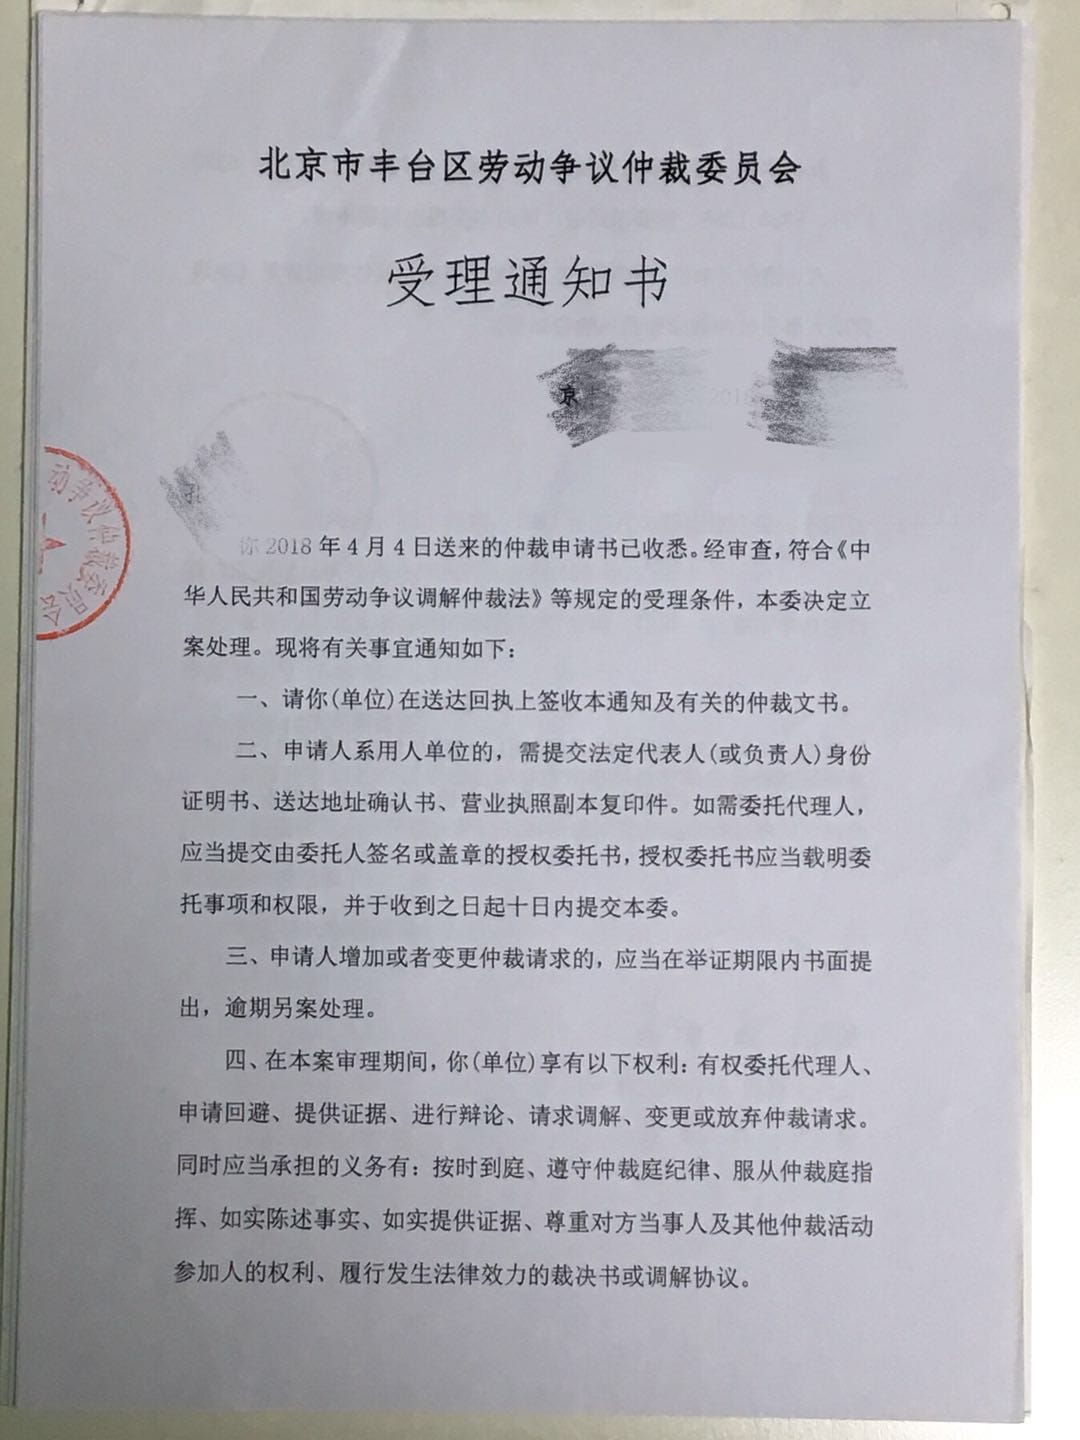 北京市丰台区劳动争议仲裁委员会
受理通知书
京
2018
你2018年4月4日送来的仲裁申请书已收悉。经审查，符合《中
华人民共和国劳动争议调解仲裁法》等规定的受理条件，本委决定立
案处理。现将有关事宜通知如下：
一、请你(单位)在送达回执上签收本通知及有关的仲裁文书。
二、申请人系用人单位的，需提交法定代表人(或负责人)身份
证明书、送达地址确认书、营业执照副本复印件。如需委托代理人，
应当提交由委托人签名或盖章的授权委托书，授权委托书应当载明委
托事项和权限，并于收到之日起十日内提交本委。
三、申请人增加或者变更仲裁请求的，应当在举证期限内书面提
出，逾期另案处理。
四、在本案审理期间，你(单位)享有以下权利：有权委托代理人、
申请回避、提供证据、进行辩论、请求调解、变更或放弃仲裁请求。
同时应当承担的义务有：按时到庭、遵守仲裁庭纪律、服从仲裁庭指
挥、如实陈述事实、如实提供证据、尊重对方当事人及其他仲裁活动
参加人的权利、履行发生法律效力的裁决书或调解协议。
动争议仲裁委员会